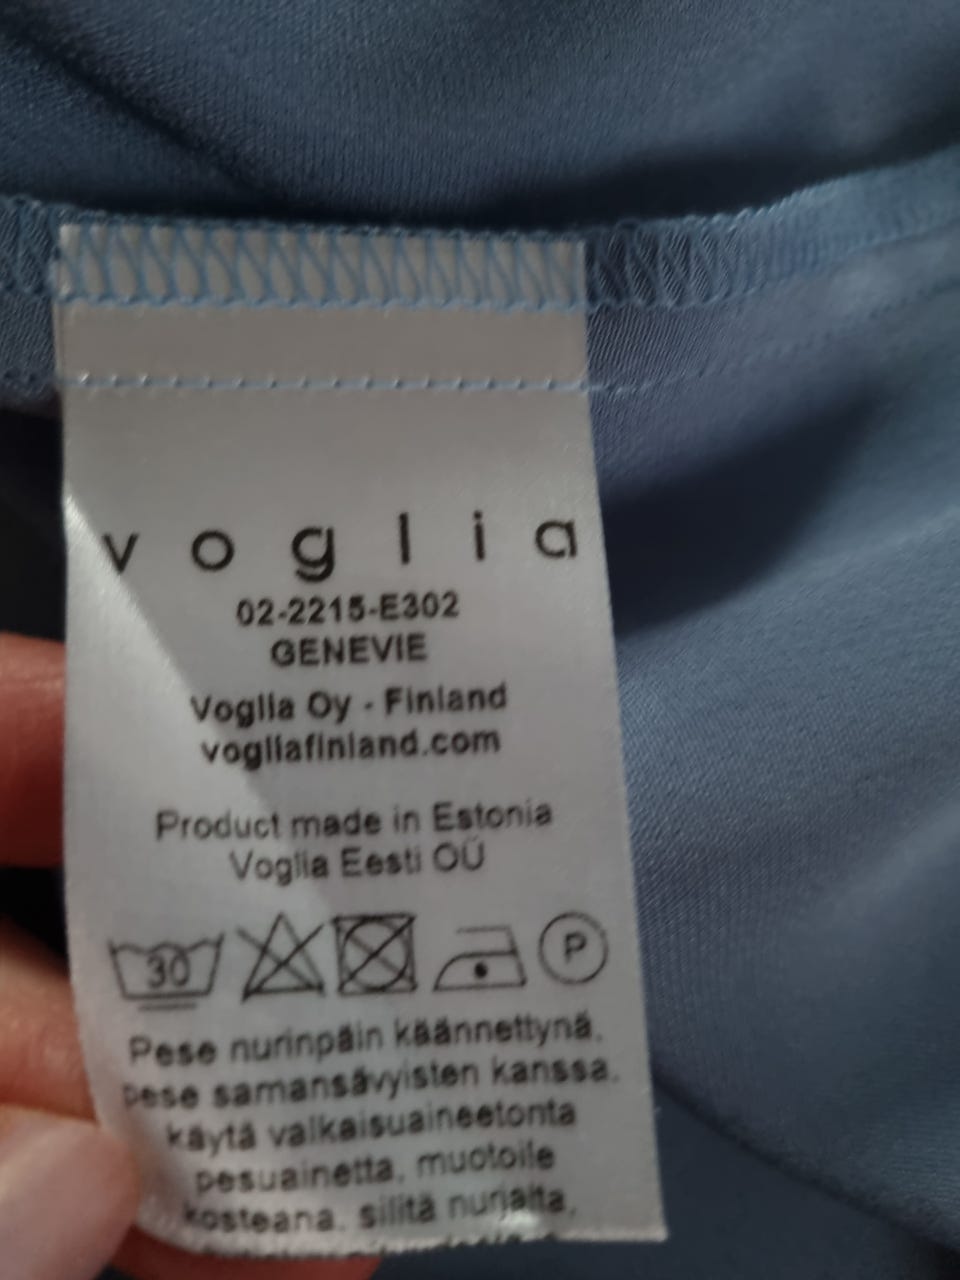 voglia
02-2215-E302
GENEVIE
Voglia Oy - Finland
vogliafinland.com
Product made in Estonia
Voglia Eesti OÜ
30 P
Pese nurinpäin käännettynä,
pese samansävyisten kanssa,
käytä valkaisuaineetonta
pesuainetta, muotoile
kosteana, silitä nurjalta,